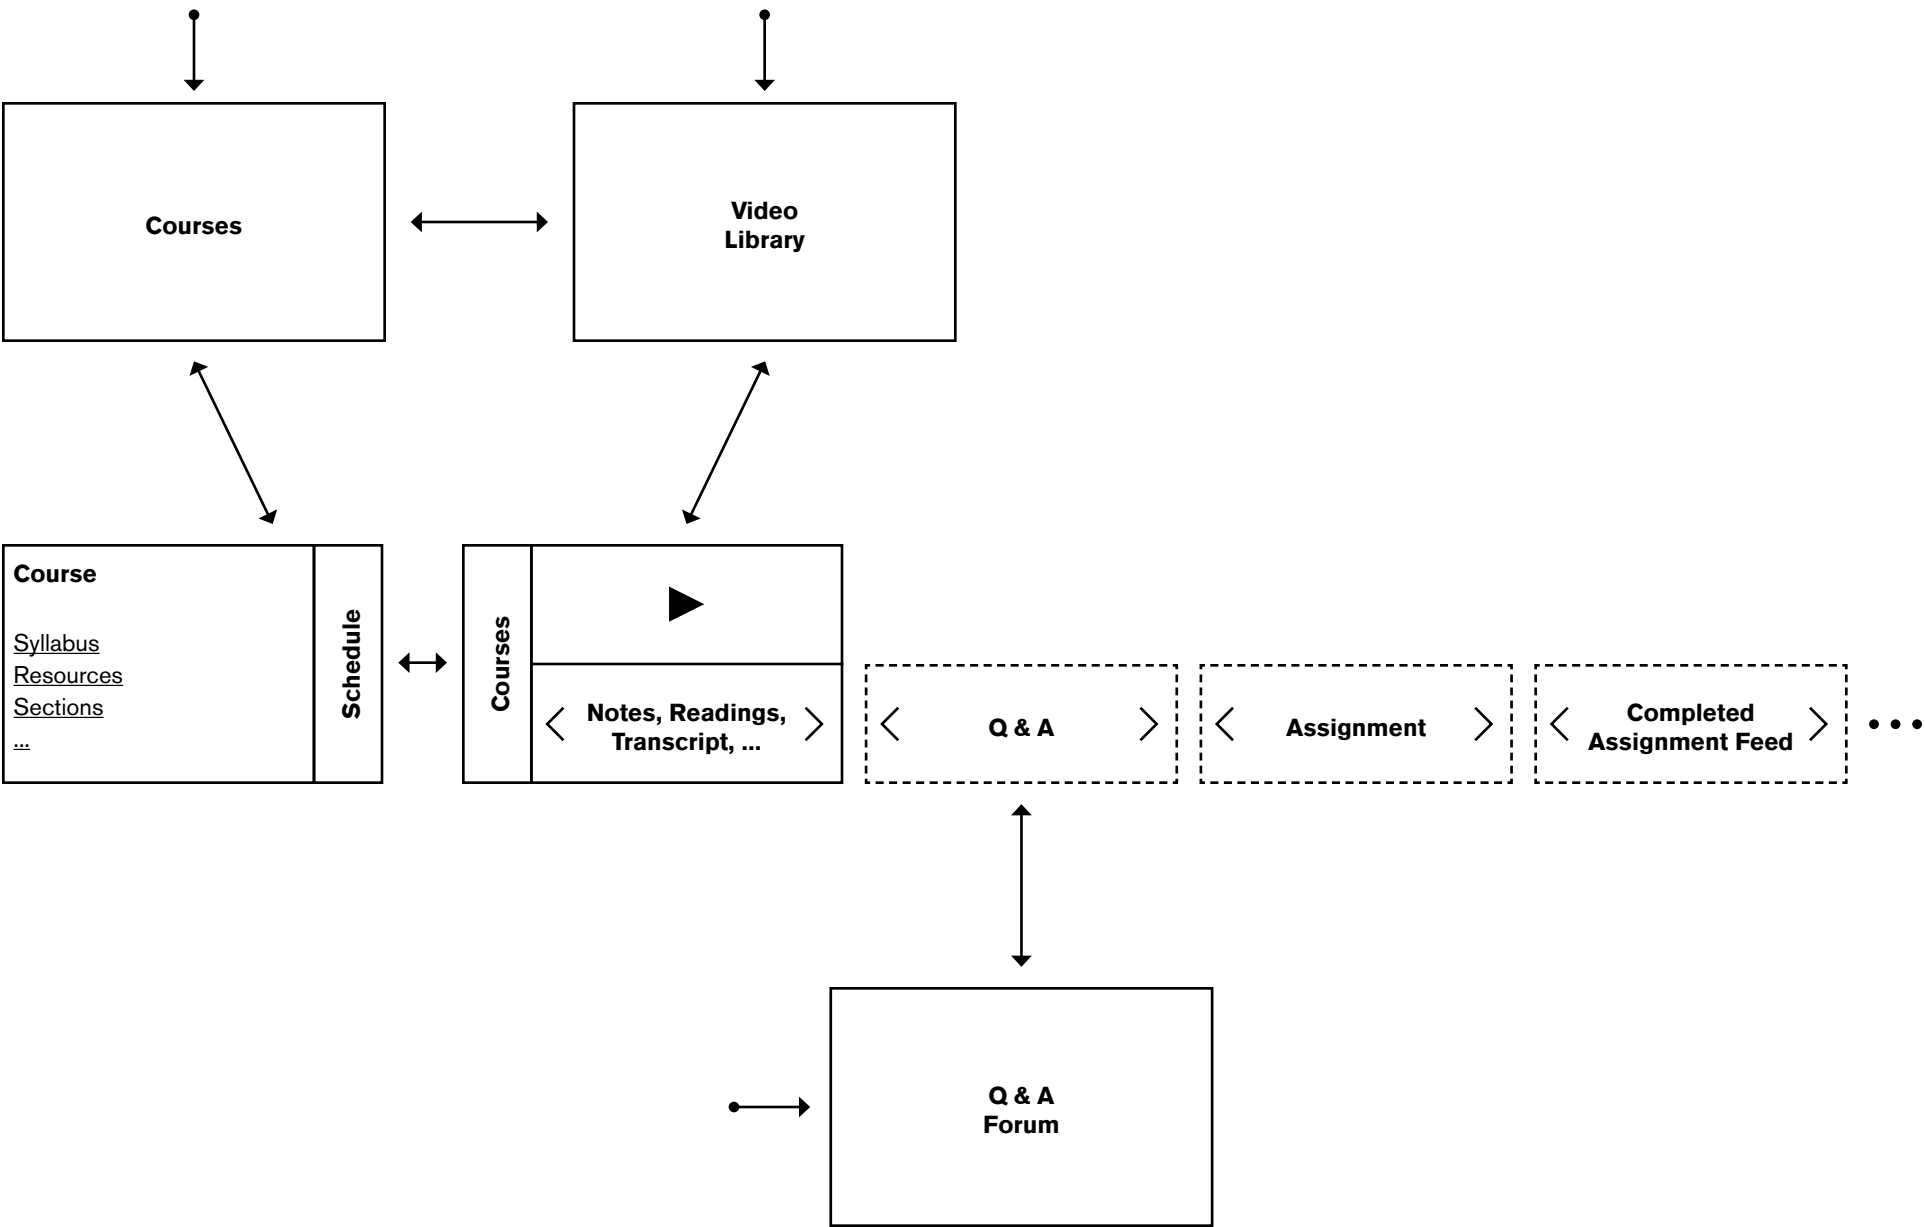 Courses
Video
Library
Course
Syllabus
Resources
Sections
...
Schedule
Courses
Notes, Readings,
Transcript, ...
Q & A
Assignment
Completed
Assignment Feed
Q & A
Forum